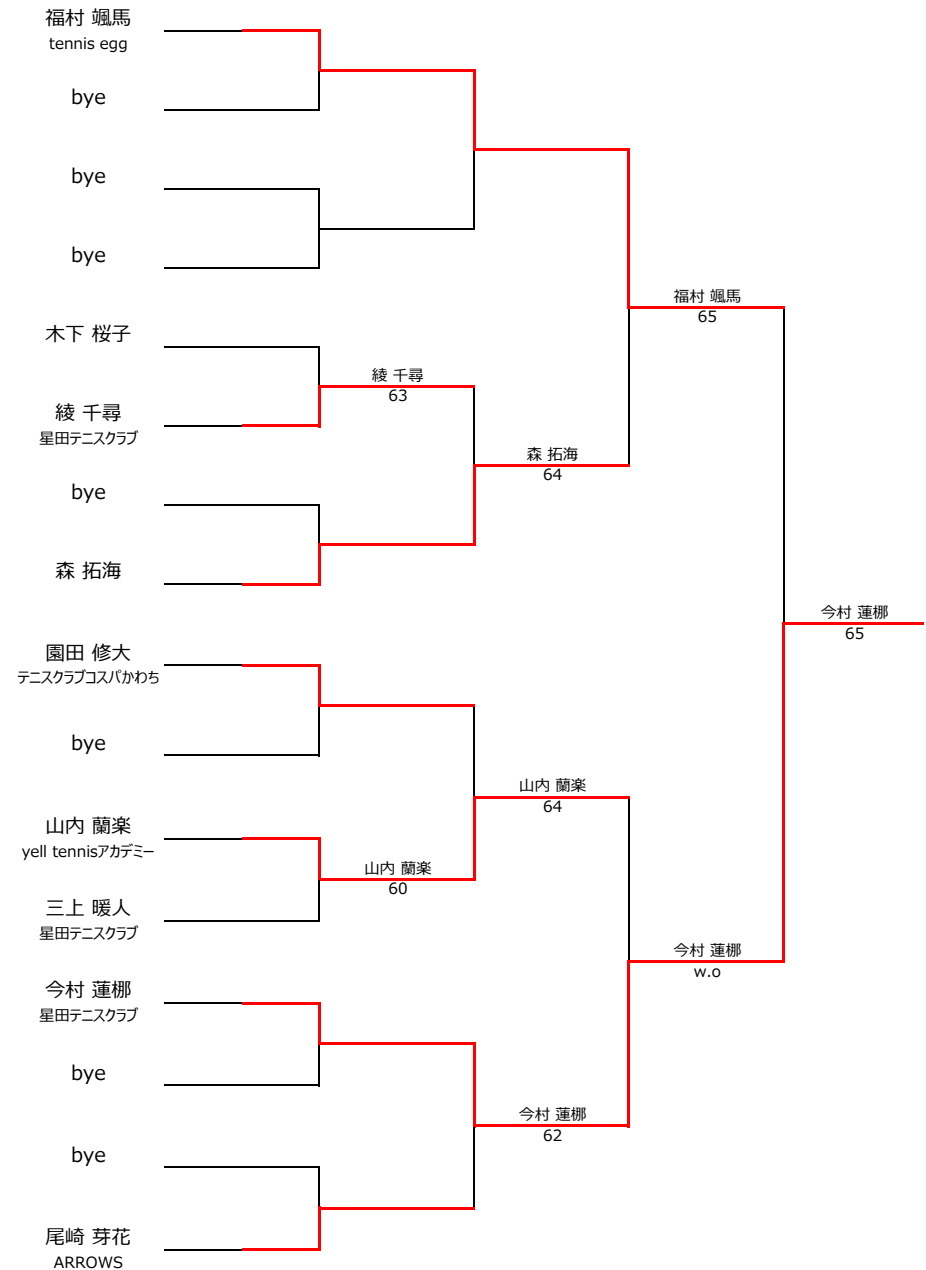 福村 颯馬
tennis egg
bye
bye
bye
福村 颯馬
65
木下 桜子
綾 千尋
63
綾 千尋
星田テニスクラブ
森 拓海
64
bye
森 拓海
今村 蓮梛
65
園田 修大
テニスクラブコスパかわち
bye
山内 蘭楽
64
山内 蘭楽
yell tennisアカデミー
山内 蘭楽
60
三上 暖人
星田テニスクラブ
今村 蓮梛
w.o
今村 蓮梛
星田テニスクラブ
bye
今村 蓮梛
62
bye
尾崎 芽花
ARROWS